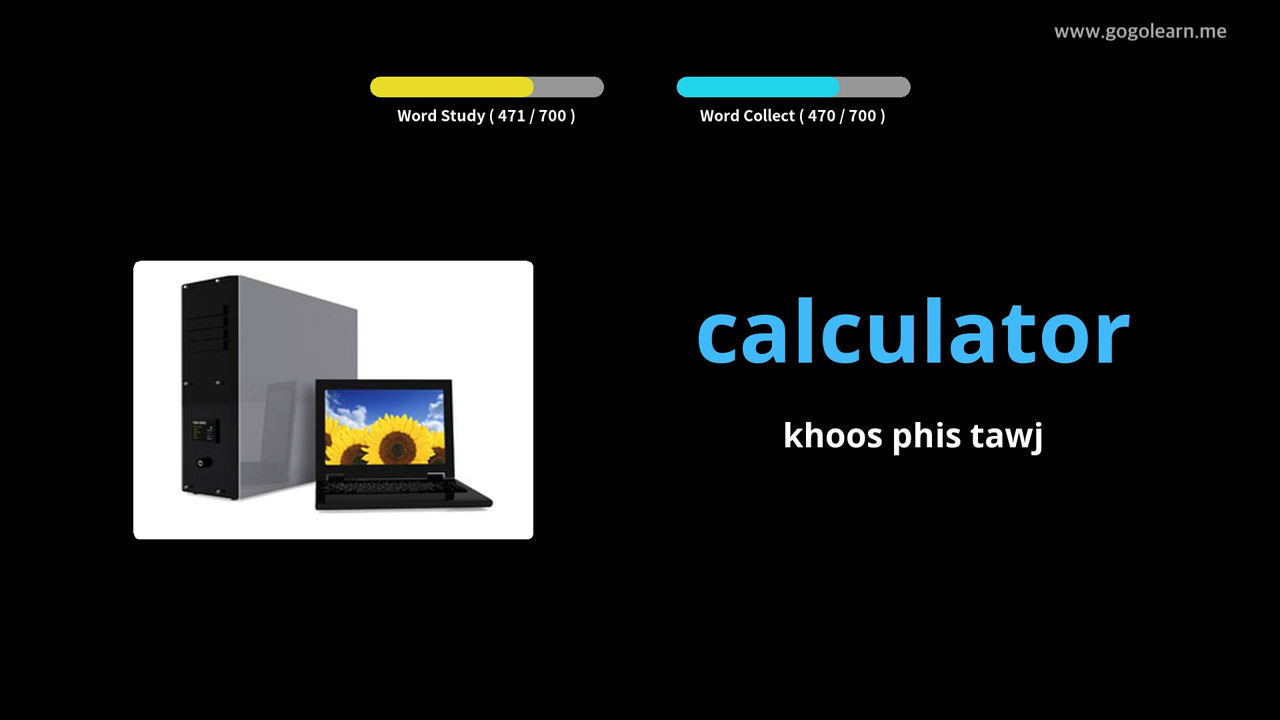 www.gogolearn.me
Word Study ( 471 / 700 )
Word Collect ( 470 / 700 )
calculator
khoos phis tawj